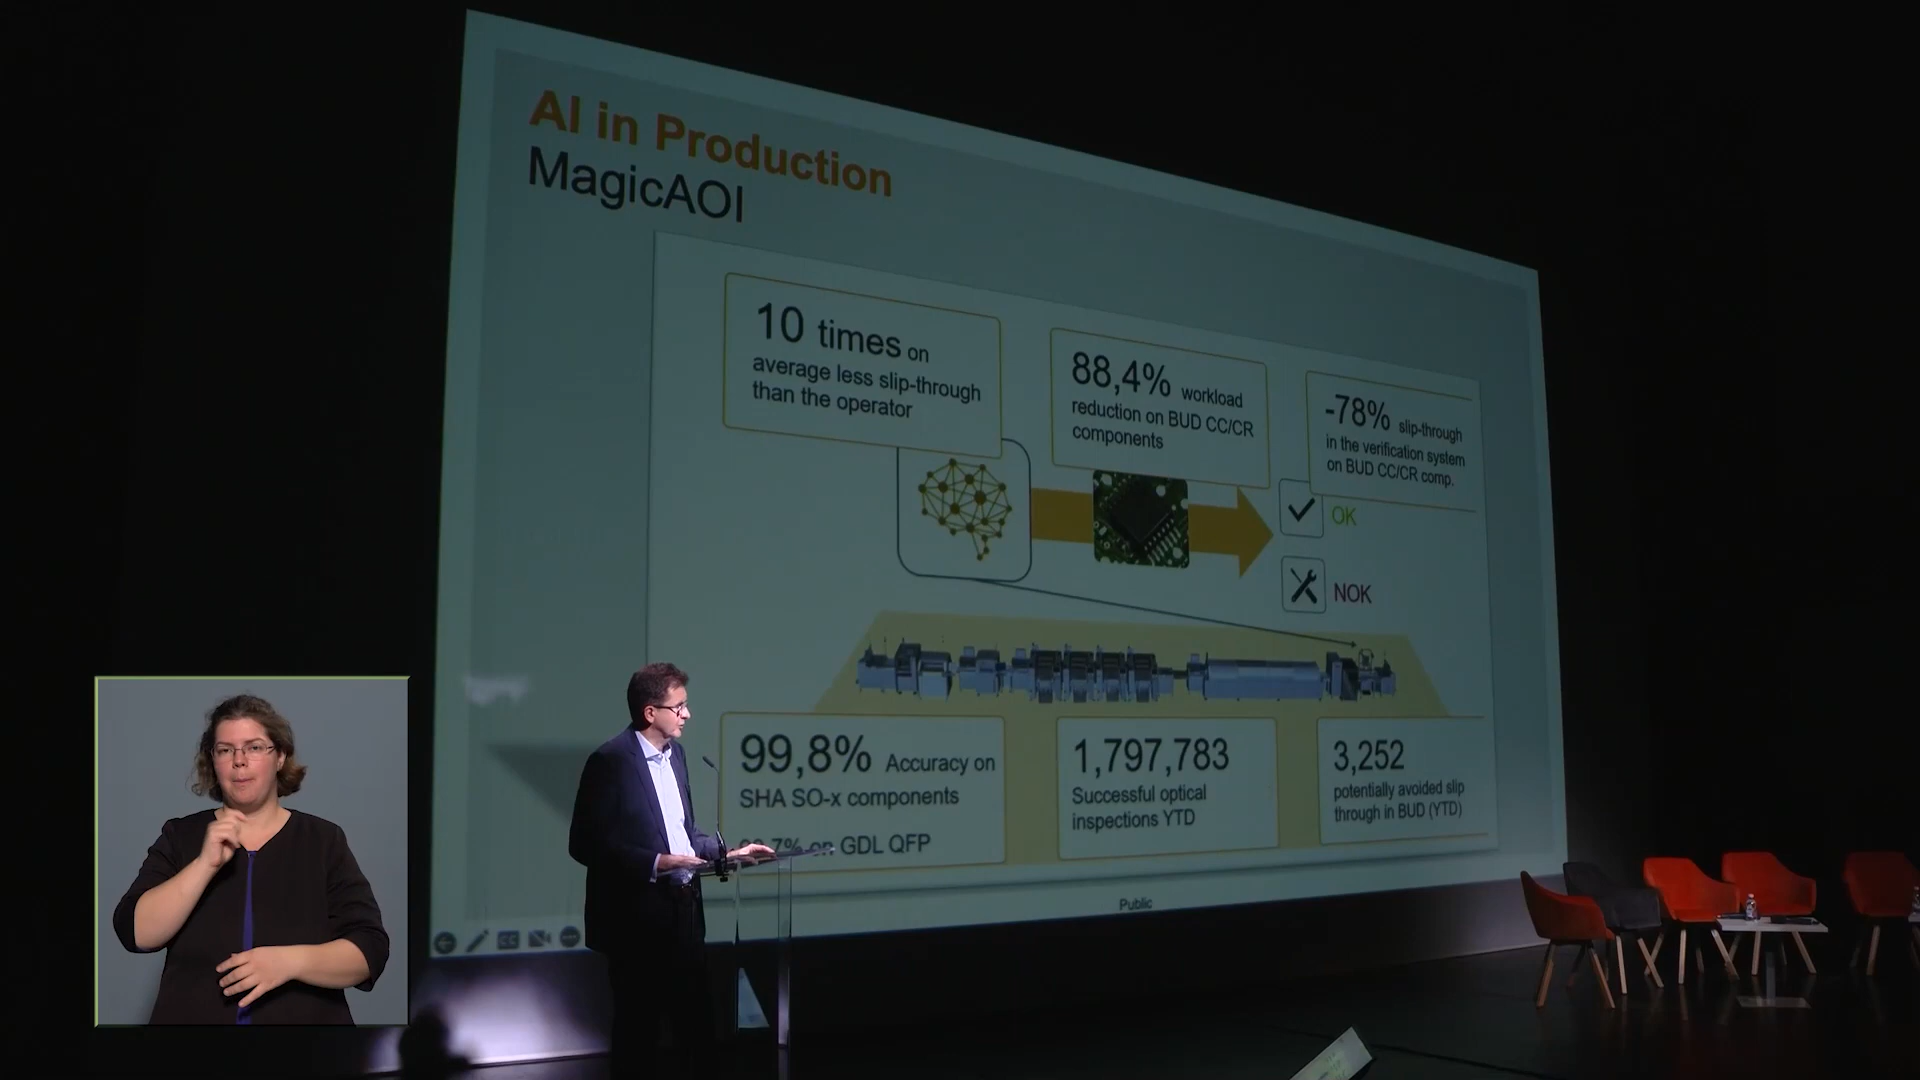 AI in Production
MagicAOI
10 times on
average less slip-through
than the operator
88,4% workload
reduction on BUD CC/CR
components
-78% slip-through
in the verification system
on BUD CC/CR comp.
OK
NOK
99,8% Accuracy on
SHA SO-x components
on GDL QFP
1,797,783
Successful optical
inspections YTD
3,252
potentially avoided slip
through in BUD (YTD)
Public
CC